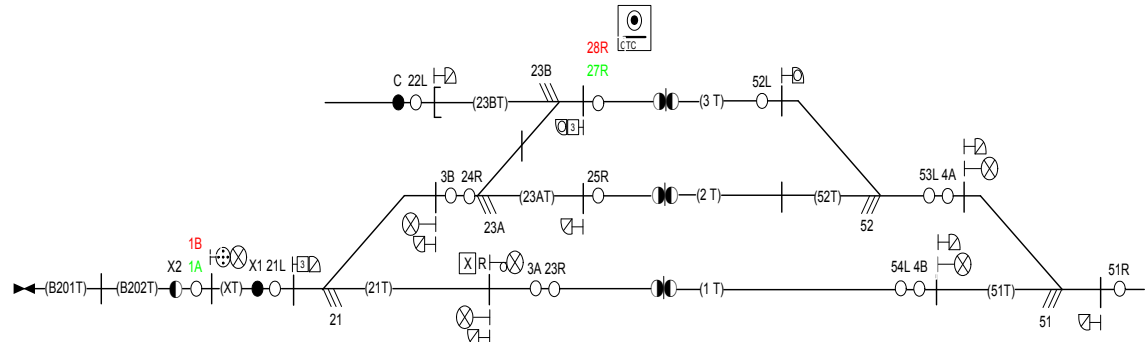 28R
CTC
27R
23B
C 22L
52L
(23BT)
(3 T)
3
3B 24R
25R
53L 4A
(23AT)
(2 T)
(52T)
23A
52
1B
1A
X2
X1 21L
3
X R
3A 23R
54L 4B
51R
(B201T)
(B202T)
(XT)
(21T)
(1 T)
(51T)
21
51